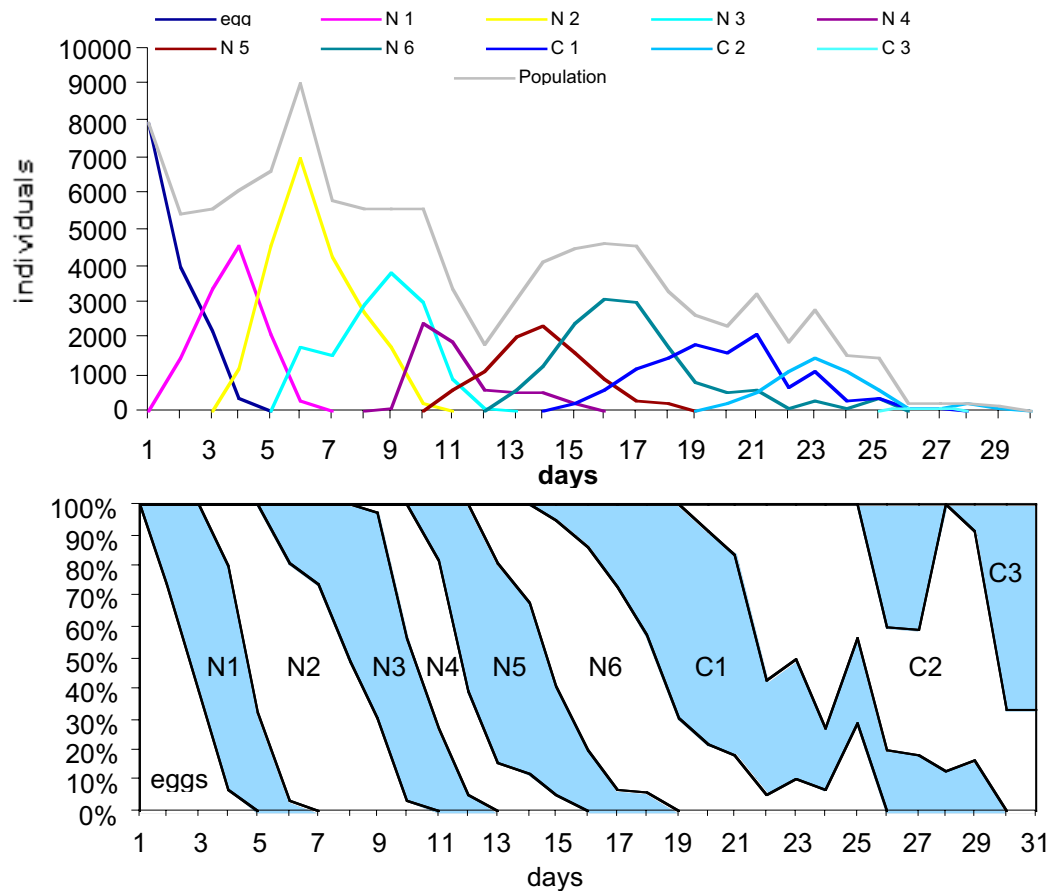 egg N 1 N 2 N 3 N 4
N 5 N 6 C 1 C 2 C 3
Population
10000
9000
8000
7000
6000
5000
4000
3000
2000
1000
0
individuals
1 3 5 7 9 11 13 15 17 19 21 23 25 27 29
days
100%
90%
80%
70%
60%
50%
40%
30%
20%
10%
0%
C3
N1 N2 N3 N4 N5 N6 C1 C2
eggs
1 3 5 7 9 11 13 15 17 19 21 23 25 27 29 31
days